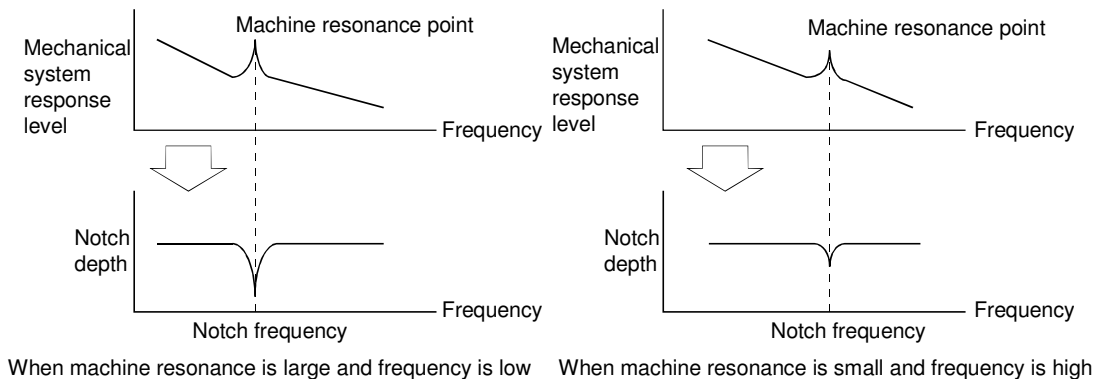 Machine resonance point
Mechanical
system
response
level
Frequency
Notch
depth
Frequency
Notch frequency
When machine resonance is large and frequency is low
Machine resonance point
Mechanical
system
response
level
Frequency
Notch
depth
Frequency
Notch frequency
When machine resonance is small and frequency is high